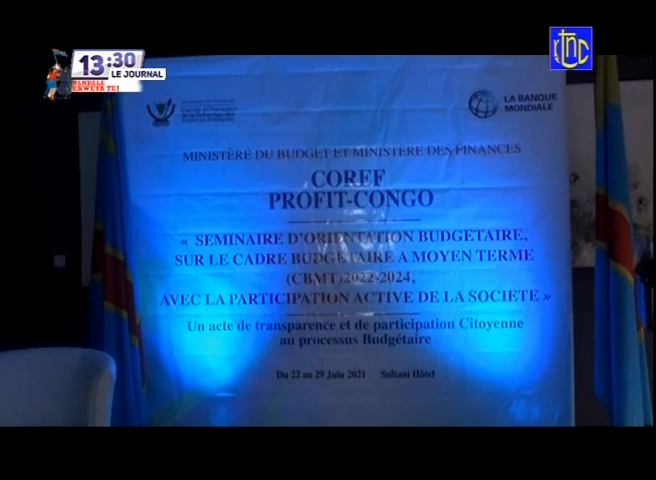 13:30
LE JOURNAL
rtnc
LA BANQUE
MONDIALE
MINISTÈRE DU BUDGET ET MINISTÈRE DES FINANCES
COREF
PROFIT-CONGO
« SEMINAIRE D'ORIENTATION BUDGETAIRE,
SUR LE CADRE BUDGETAIRE A MOYEN TERME
(CBMT)2022-2024,
AVEC LA PARTICIPATION ACTIVE DE LA SOCIETE »
Un acte de transparence et de participation Citoyenne
au processus Budgétaire
Du 22 au 29 Juin 2021 Sultani Hôtel